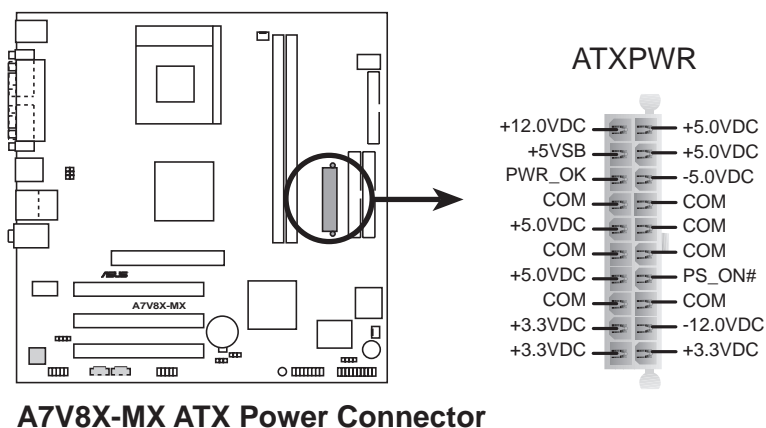 ATXPWR
+12.0VDC +5.0VDC
+5VSB +5.0VDC
PWR_OK -5.0VDC
COM COM
+5.0VDC COM
COM COM
+5.0VDC PS_ON#
COM COM
+3.3VDC -12.0VDC
+3.3VDC +3.3VDC
ASUS
A7V8X-MX
A7V8X-MX ATX Power Connector